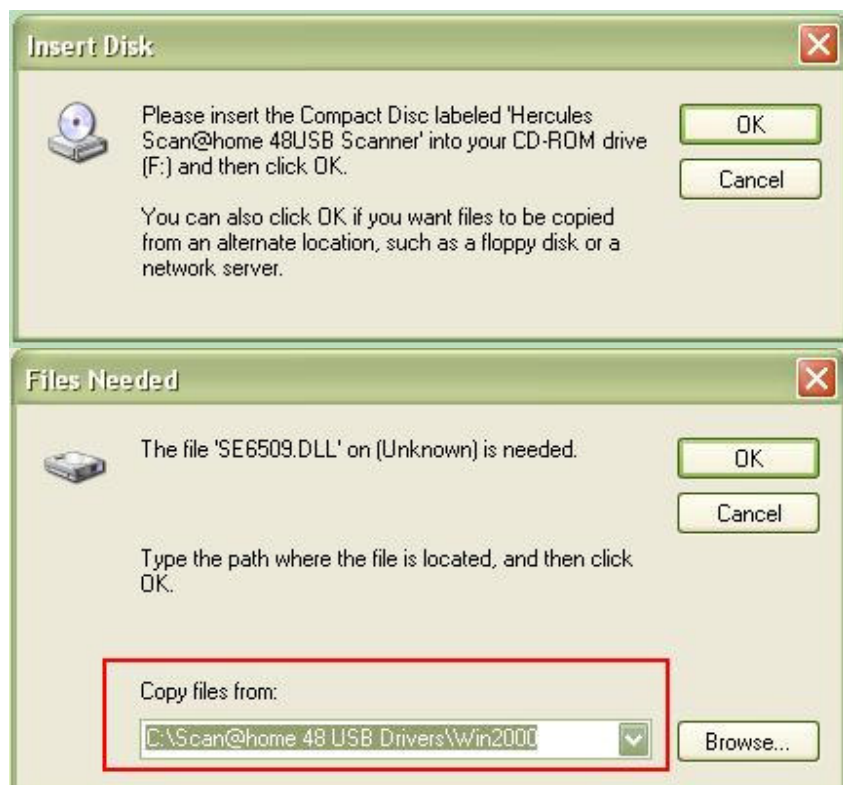 Insert Disk
Please insert the Compact Disc labeled 'Hercules
Scan@home 48USB Scanner' into your CD-ROM drive
(F:) and then click OK.
OK
Cancel
You can also click OK if you want files to be copied
from an alternate location, such as a floppy disk or a
network server.
Files Needed
The file 'SE6509.DLL' on (Unknown) is needed.
OK
Cancel
Type the path where the file is located, and then click
OK.
Copy files from:
C:\Scan@home 48 USB Drivers\Win2000
Browse...